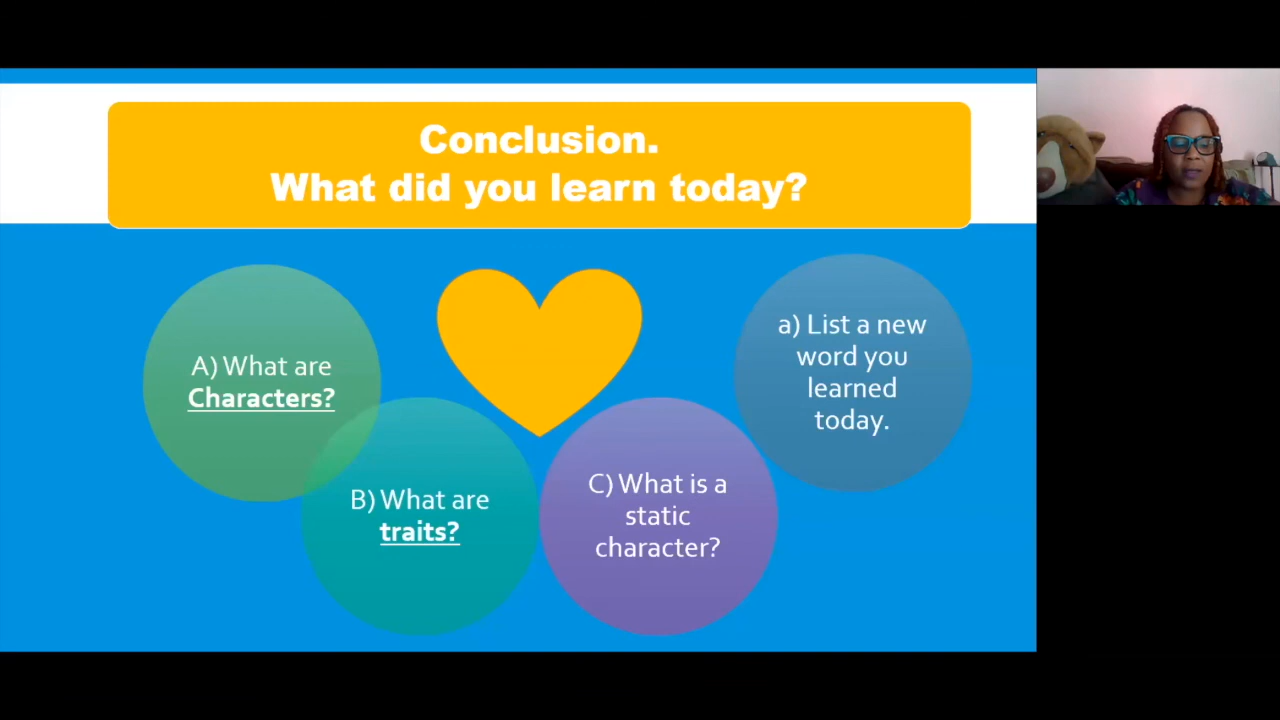 Conclusion.
What did you learn today?
A) What are
Characters?
B) What are
traits?
C) What is a
static
character?
a) List a new
word you
learned
today.